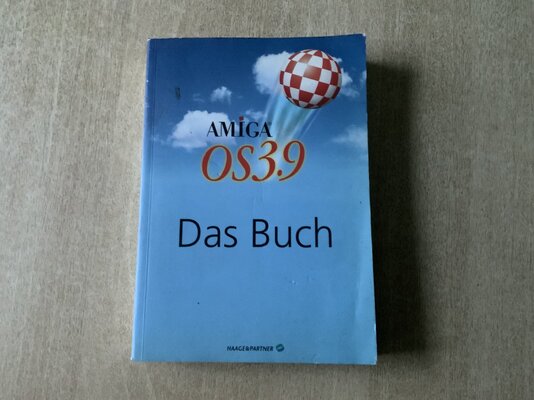 AMIGA
OS3.9
Das Buch
HAAGE&PARTNER